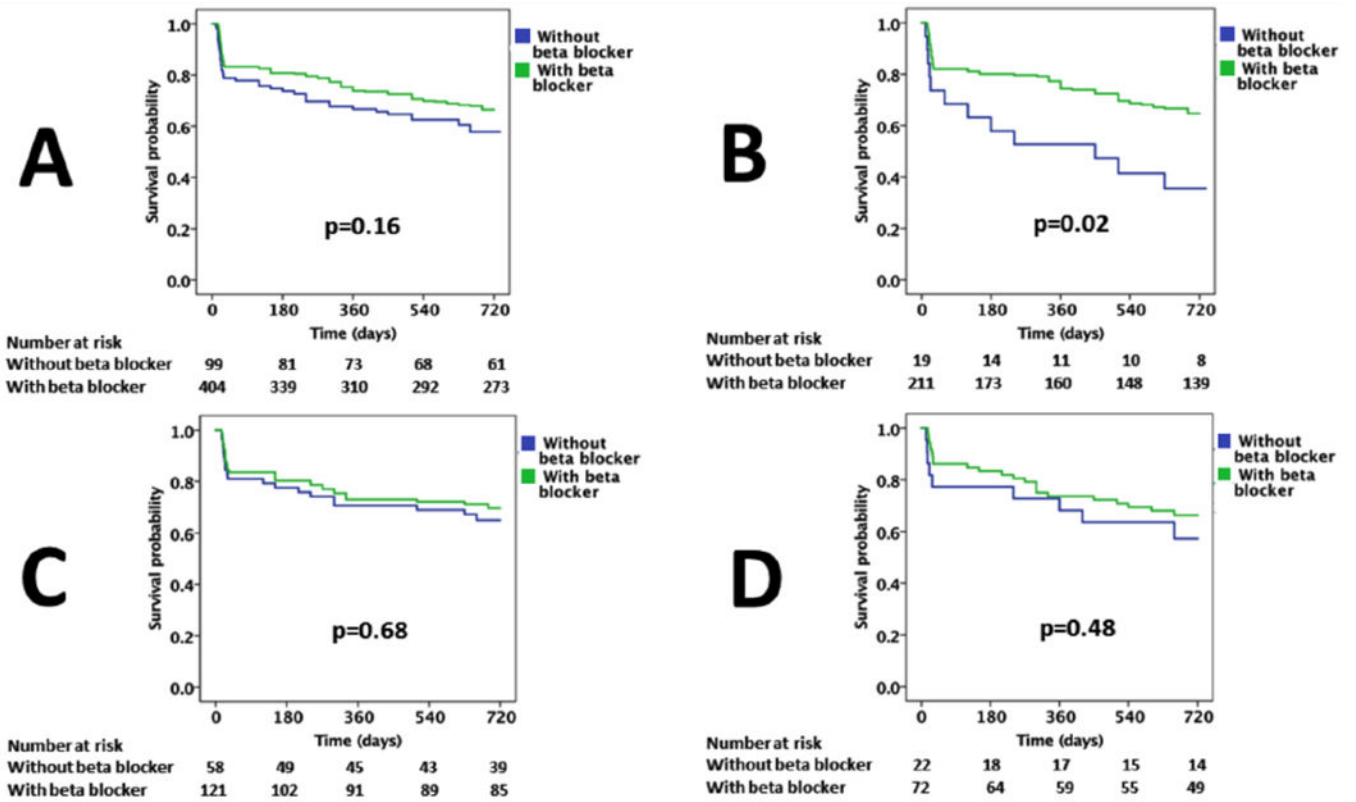 A
Survival probability
1.0
0.8
0.6
0.4
0.2
0.0
p=0.16
0 180 360 540 720
Time (days)
Without
beta blocker
With beta
blocker
Number at risk
Without beta blocker 99 81 73 68 61
With beta blocker 404 339 310 292 273
B
Survival probability
1.0
0.8
0.6
0.4
0.2
0.0
p=0.02
0 180 360 540 720
Time (days)
Without
beta blocker
With beta
blocker
Number at risk
Without beta blocker 19 14 11 10 8
With beta blocker 211 173 160 148 139
C
Survival probability
1.0
0.8
0.6
0.4
0.2
0.0
p=0.68
0 180 360 540 720
Time (days)
Without
beta blocker
With beta
blocker
Number at risk
Without beta blocker 58 49 45 43 39
With beta blocker 121 102 91 89 85
D
Survival probability
1.0
0.8
0.6
0.4
0.2
0.0
p=0.48
0 180 360 540 720
Time (days)
Without
beta blocker
With beta
blocker
Number at risk
Without beta blocker 22 18 17 15 14
With beta blocker 72 64 59 55 49